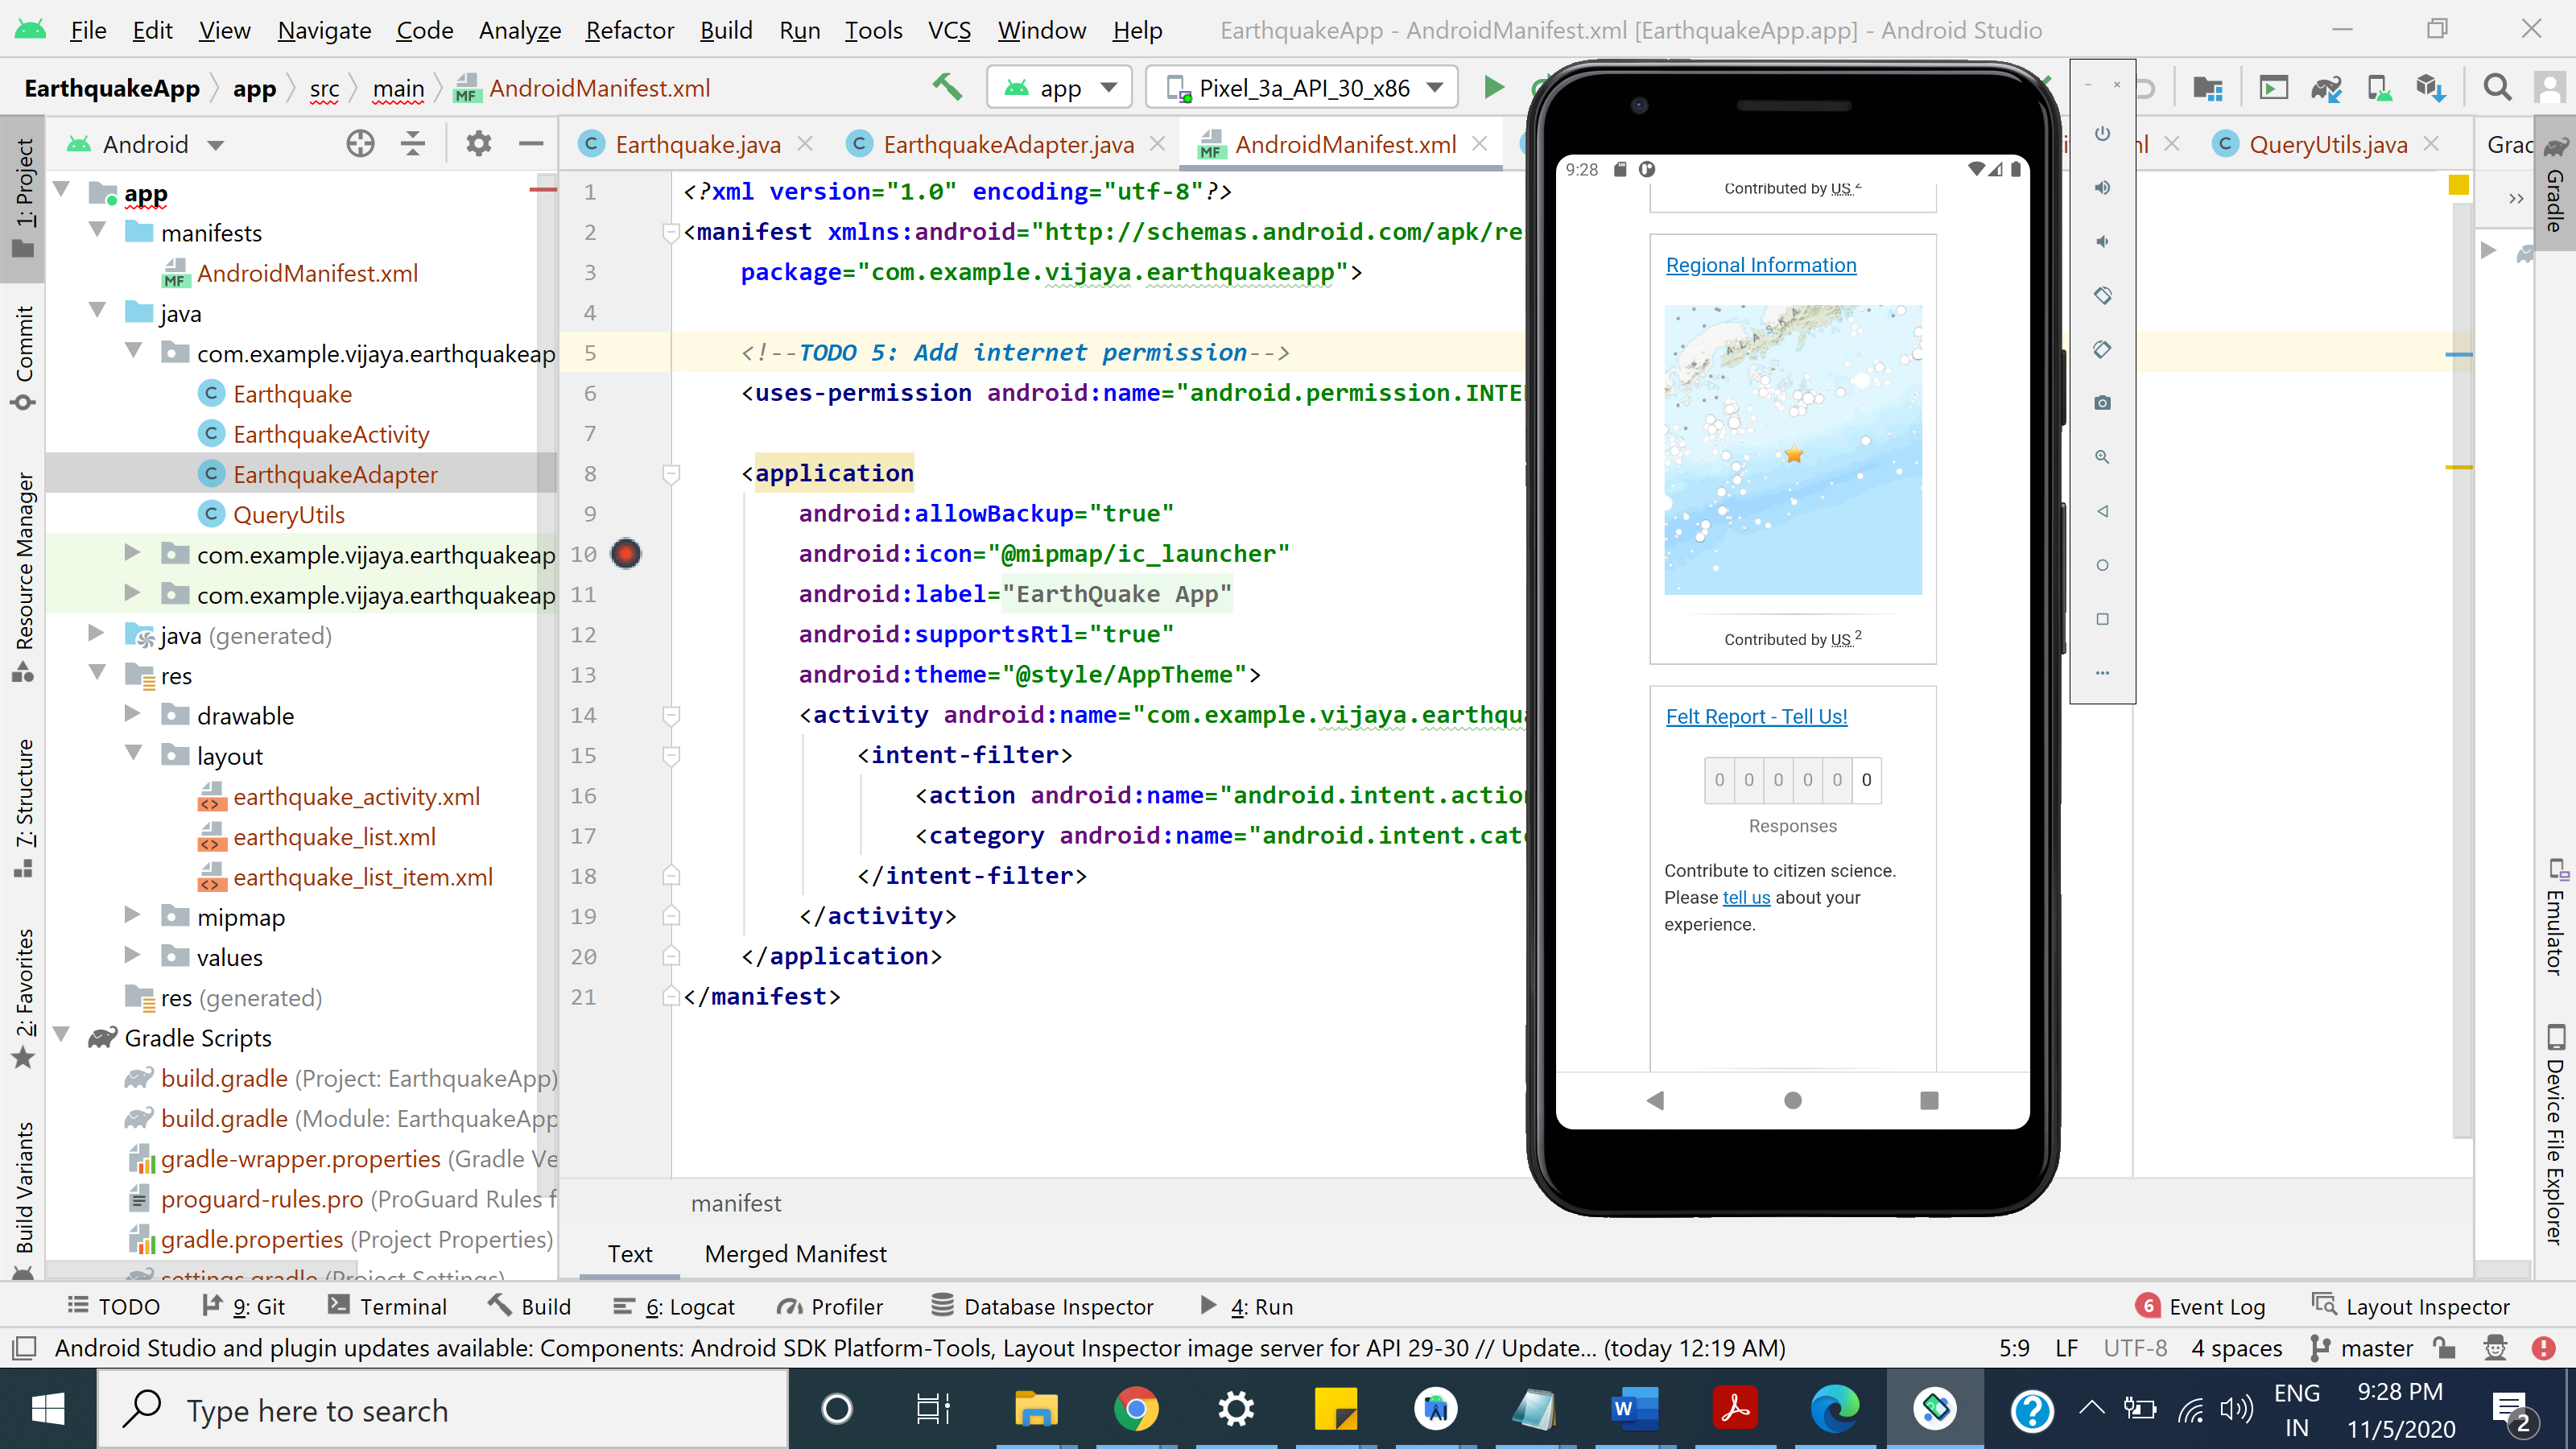 File Edit View Navigate Code Analyze Refactor Build Run Tools VCS Window Help EarthquakeApp - AndroidManifest.xml [EarthquakeApp.app] - Android Studio
EarthquakeApp app src main AndroidManifest.xml app Pixel_3a_API_30_x86
Android Earthquake.java EarthquakeAdapter.java AndroidManifest.xml QueryUtils.java
1: Project
Commit
Resource Manager
7: Structure
2: Favorites
Build Variants
app
manifests
AndroidManifest.xml
java
com.example.vijaya.earthquakeap
Earthquake
EarthquakeActivity
EarthquakeAdapter
QueryUtils
com.example.vijaya.earthquakeap
com.example.vijaya.earthquakeap
java (generated)
res
drawable
layout
earthquake_activity.xml
earthquake_list.xml
earthquake_list_item.xml
mipmap
values
res (generated)
Gradle Scripts
build.gradle (Project: EarthquakeApp)
build.gradle (Module: EarthquakeApp
gradle-wrapper.properties (Gradle Ve
proguard-rules.pro (ProGuard Rules f
gradle.properties (Project Properties)
settings.gradle (Project Settings)
1 <?xml version="1.0" encoding="utf-8"?>
2 <manifest xmlns:android="http://schemas.android.com/apk/re
3 package="com.example.vijaya.earthquakeapp">
4
5 <!--TODO 5: Add internet permission-->
6 <uses-permission android:name="android.permission.INTE
7
8 <application
9 android:allowBackup="true"
10 android:icon="@mipmap/ic_launcher"
11 android:label="EarthQuake App"
12 android:supportsRtl="true"
13 android:theme="@style/AppTheme">
14 <activity android:name="com.example.vijaya.earthqua
15 <intent-filter>
16 <action android:name="android.intent.action
17 <category android:name="android.intent.cate
18 </intent-filter>
19 </activity>
20 </application>
21 </manifest>
manifest
Text Merged Manifest
9:28
Contributed by US 2
Regional Information
ALASKA
Contributed by US 2
Felt Report - Tell Us!
0 0 0 0 0 0
Responses
Contribute to citizen science.
Please tell us about your
experience.
Grad
Gradle
Emulator
Device File Explorer
TODO 9: Git Terminal Build 6: Logcat Profiler Database Inspector 4: Run 6 Event Log Layout Inspector
Android Studio and plugin updates available: Components: Android SDK Platform-Tools, Layout Inspector image server for API 29-30 // Update... (today 12:19 AM) 5:9 LF UTF-8 4 spaces master
Type here to search
ENG
IN
9:28 PM
11/5/2020
2